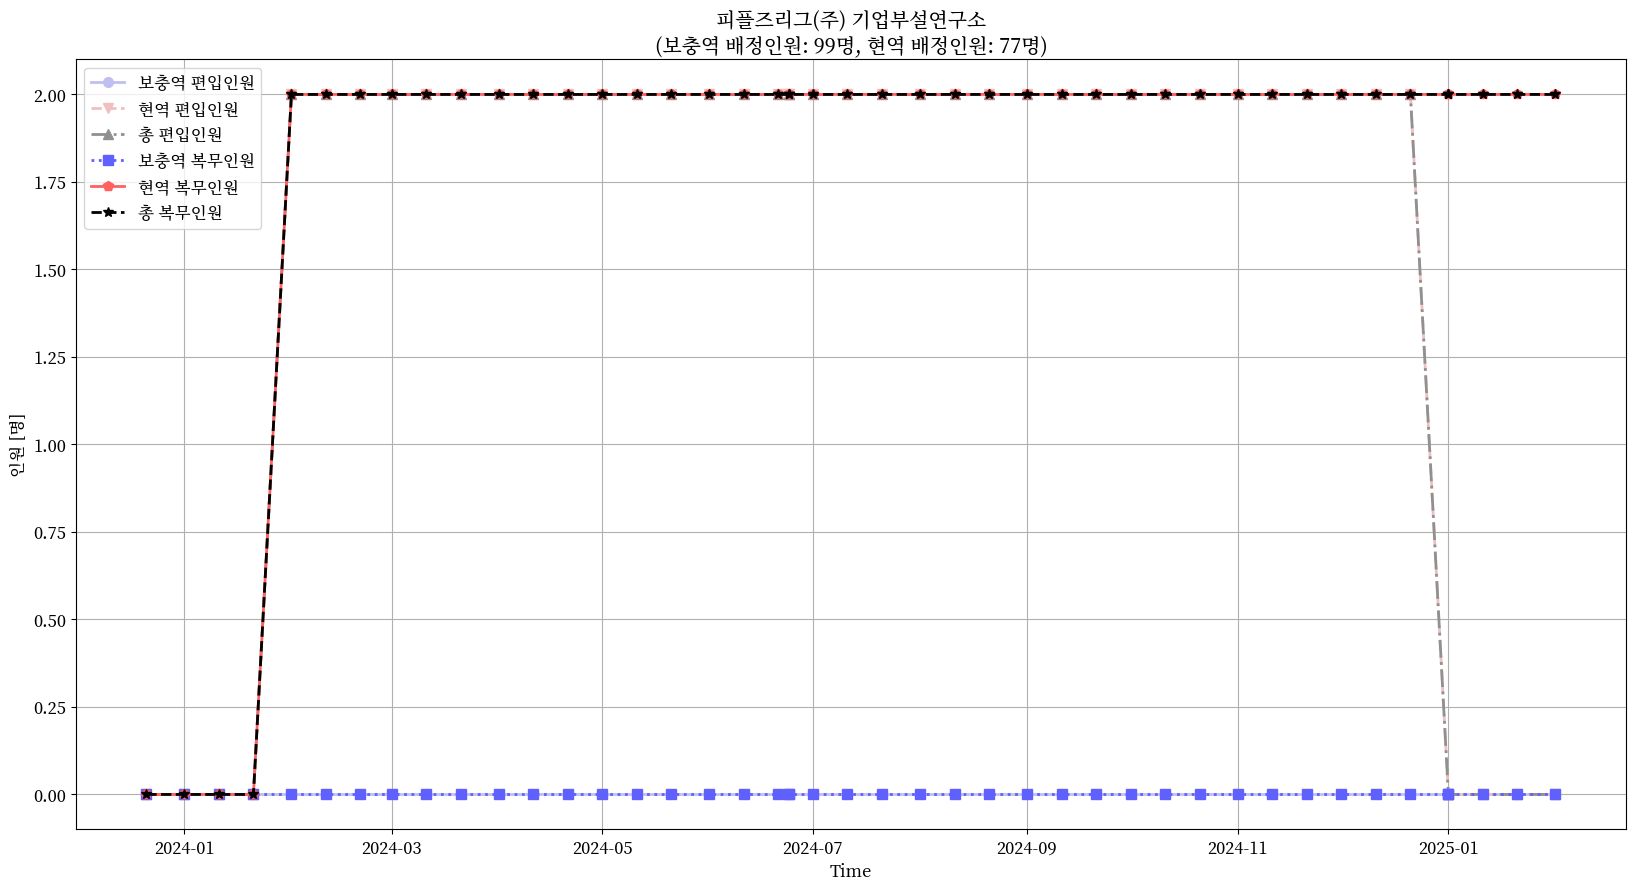 피플즈리그(주) 기업부설연구소
(보충역 배정인원: 99명, 현역 배정인원: 77명)
보충역 편입인원
현역 편입인원
총 편입인원
보충역 복무인원
현역 복무인원
총 복무인원
2.00
1.75
1.50
1.25
1.00
0.75
0.50
0.25
0.00
인원 [명]
2024-01 2024-03 2024-05 2024-07 2024-09 2024-11 2025-01
Time